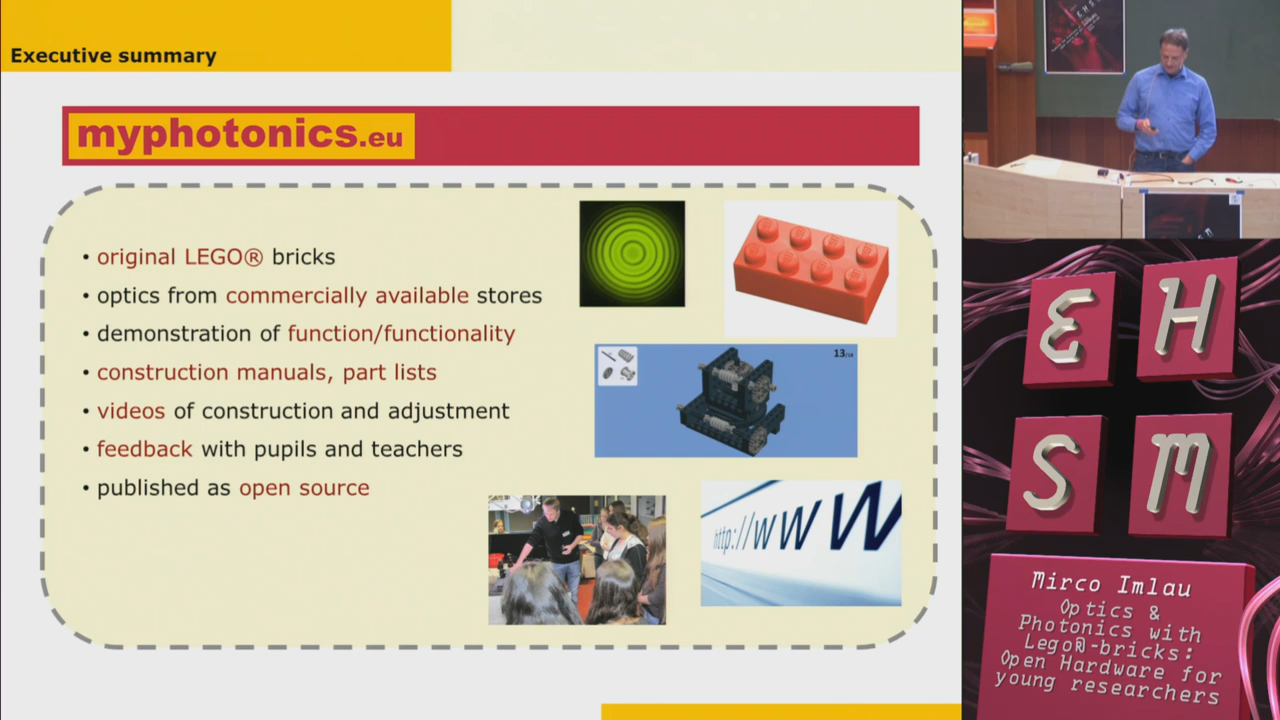 Executive summary
myphotonics.eu
• original LEGO® bricks
• optics from commercially available stores
• demonstration of function/functionality
• construction manuals, part lists
• videos of construction and adjustment
• feedback with pupils and teachers
• published as open source
13/18
http://www
E H
S M
Mirco Imlau
Optics &
Photonics with
Lego®-bricks:
Open Hardware for
young researchers